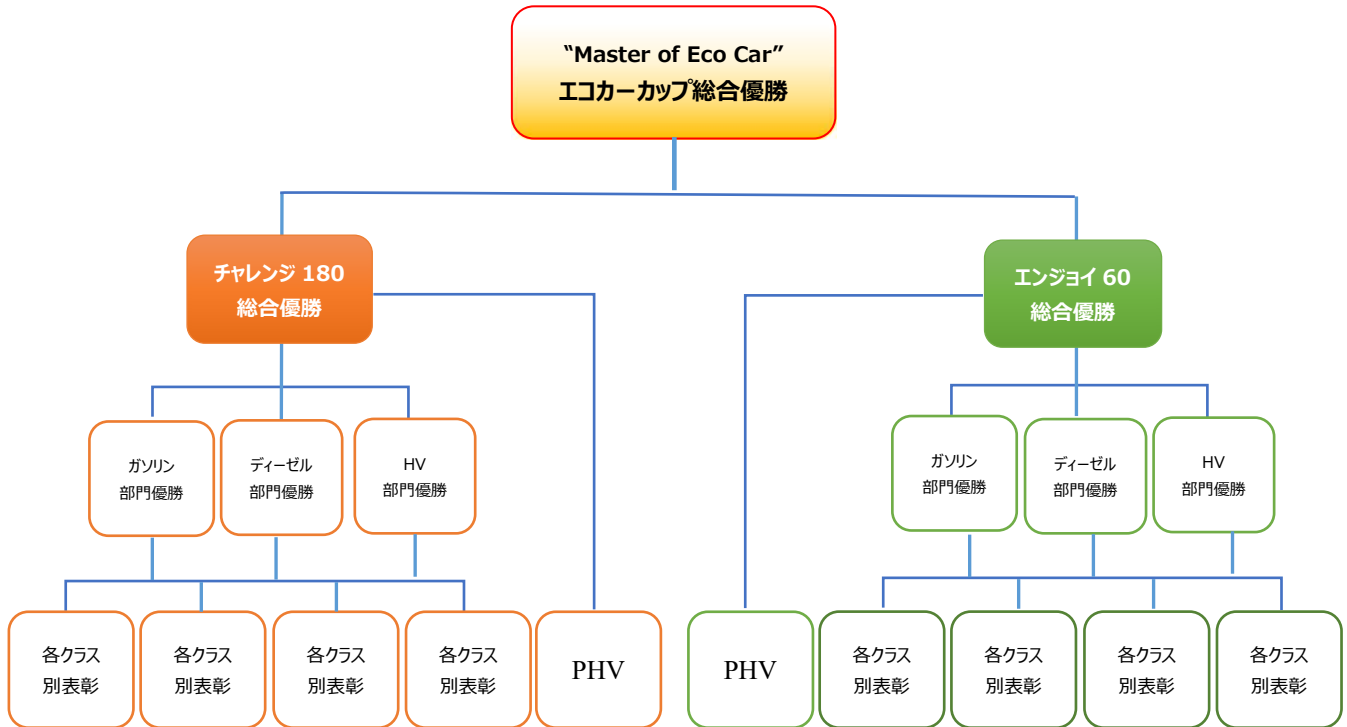 “Master of Eco Car”
エコカーカップ総合優勝
チャレンジ 180
総合優勝
エンジョイ 60
総合優勝
ガソリン
部門優勝
ディーゼル
部門優勝
HV
部門優勝
ガソリン
部門優勝
ディーゼル
部門優勝
HV
部門優勝
各クラス
別表彰
各クラス
別表彰
各クラス
別表彰
各クラス
別表彰
PHV
PHV
各クラス
別表彰
各クラス
別表彰
各クラス
別表彰
各クラス
別表彰